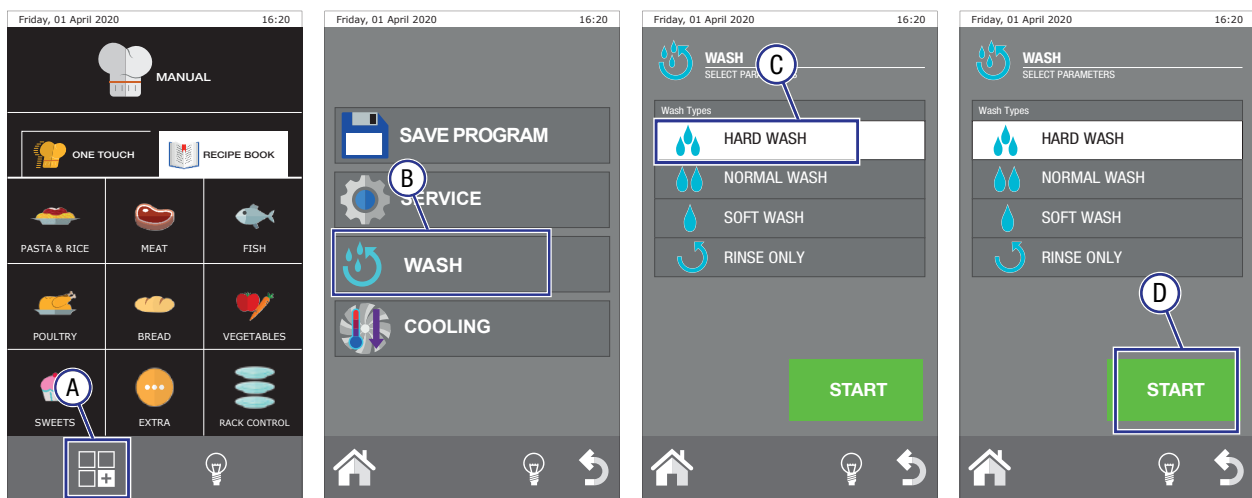 Friday, 01 April 2020 16:20
MANUAL
ONE TOUCH RECIPE BOOK
PASTA & RICE MEAT FISH
POULTRY BREAD VEGETABLES
A
SWEETS EXTRA RACK CONTROL
Friday, 01 April 2020 16:20
SAVE PROGRAM
B
SERVICE
WASH
COOLING
Friday, 01 April 2020 16:20
WASH
C
SELECT
Wash Types
HARD WASH
NORMAL WASH
SOFT WASH
RINSE ONLY
START
Friday, 01 April 2020 16:20
WASH
SELECT PARAMETERS
Wash Types
HARD WASH
NORMAL WASH
SOFT WASH
RINSE ONLY
D
START